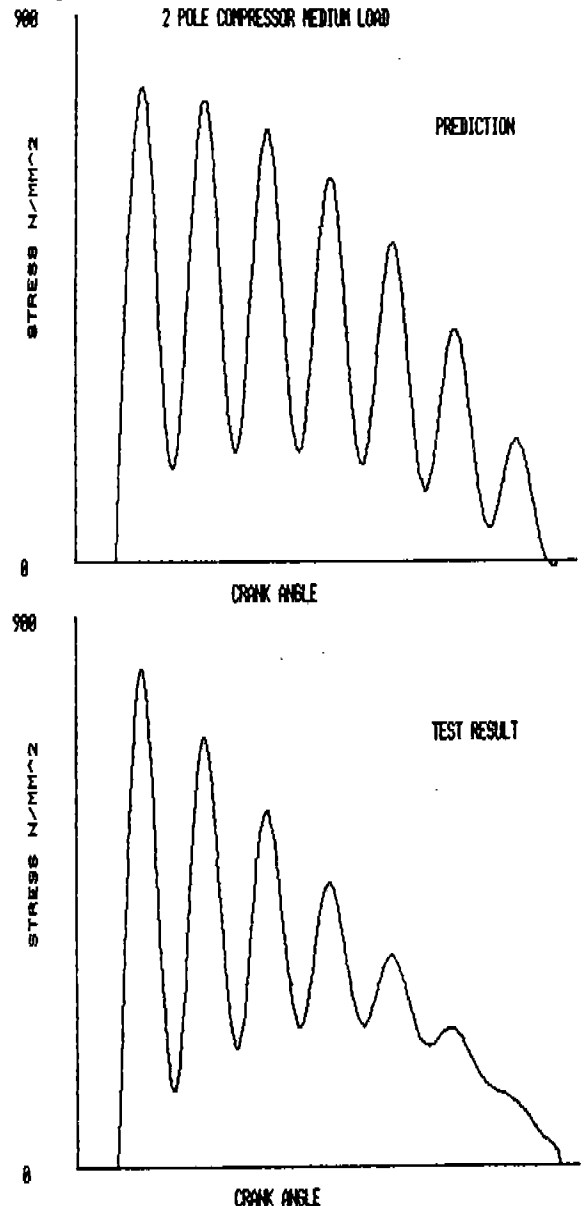 900
2 POLE COMPRESSOR MEDIUM LOAD
PREDICTION
STRESS N/MM^2
0
CRANK ANGLE
900
TEST RESULT
STRESS N/MM^2
0
CRANK ANGLE